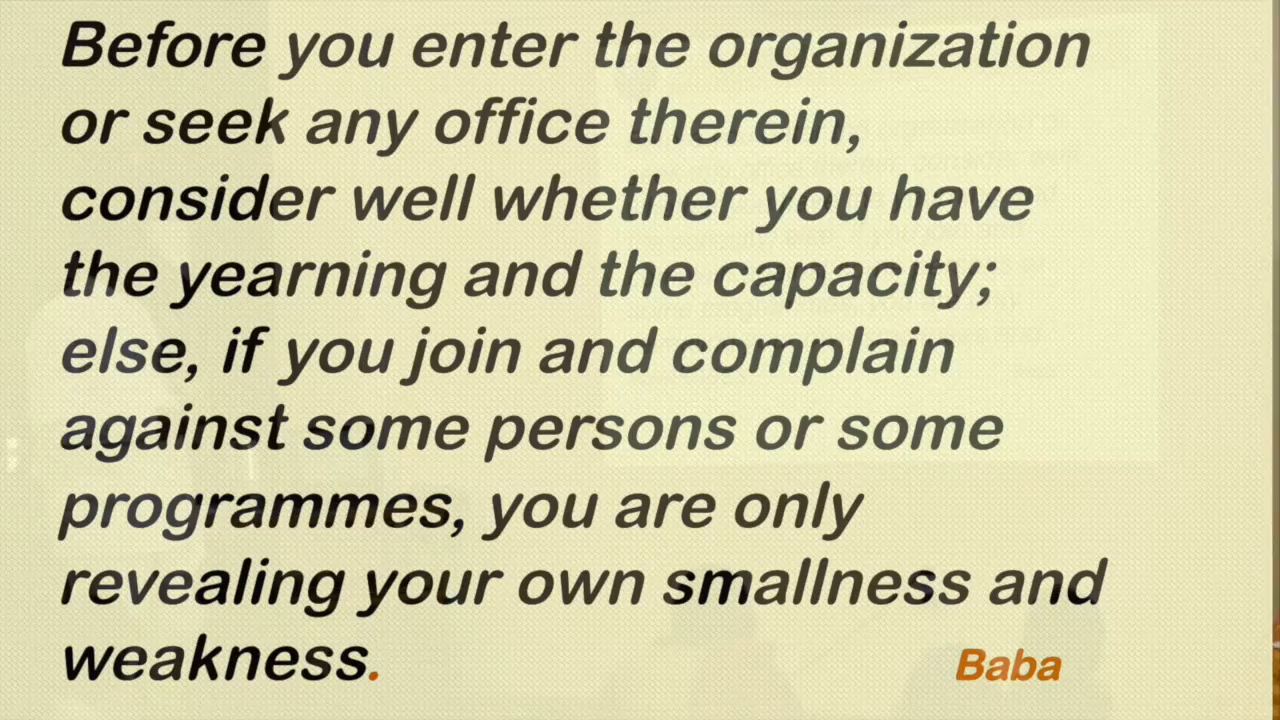 Before you enter the organization
or seek any office therein,
consider well whether you have
the yearning and the capacity;
else, if you join and complain
against some persons or some
programmes, you are only
revealing your own smallness and
weakness.
Baba